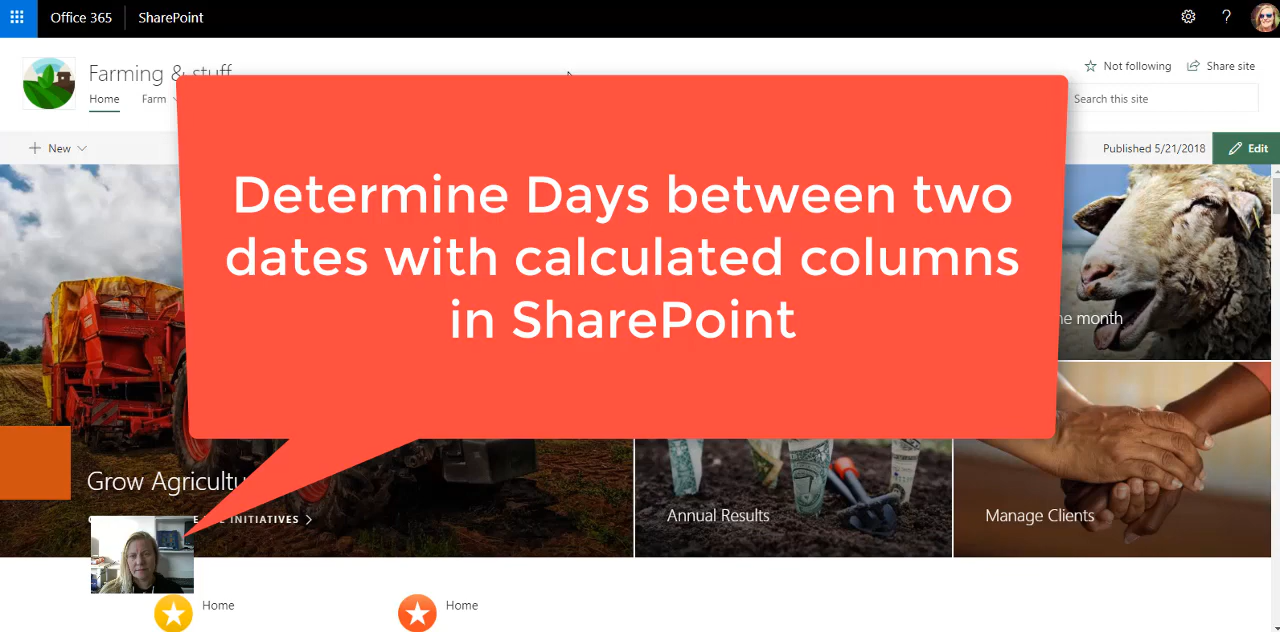 Office 365
SharePoint
?
Farming & stuff
Not following
Share site
Home
Farm
Search this site
+ New
Published 5/21/2018
Edit
Determine Days between two
dates with calculated columns
in SharePoint
e month
Grow Agricultu
INITIATIVES
Annual Results
Manage Clients
Home
Home